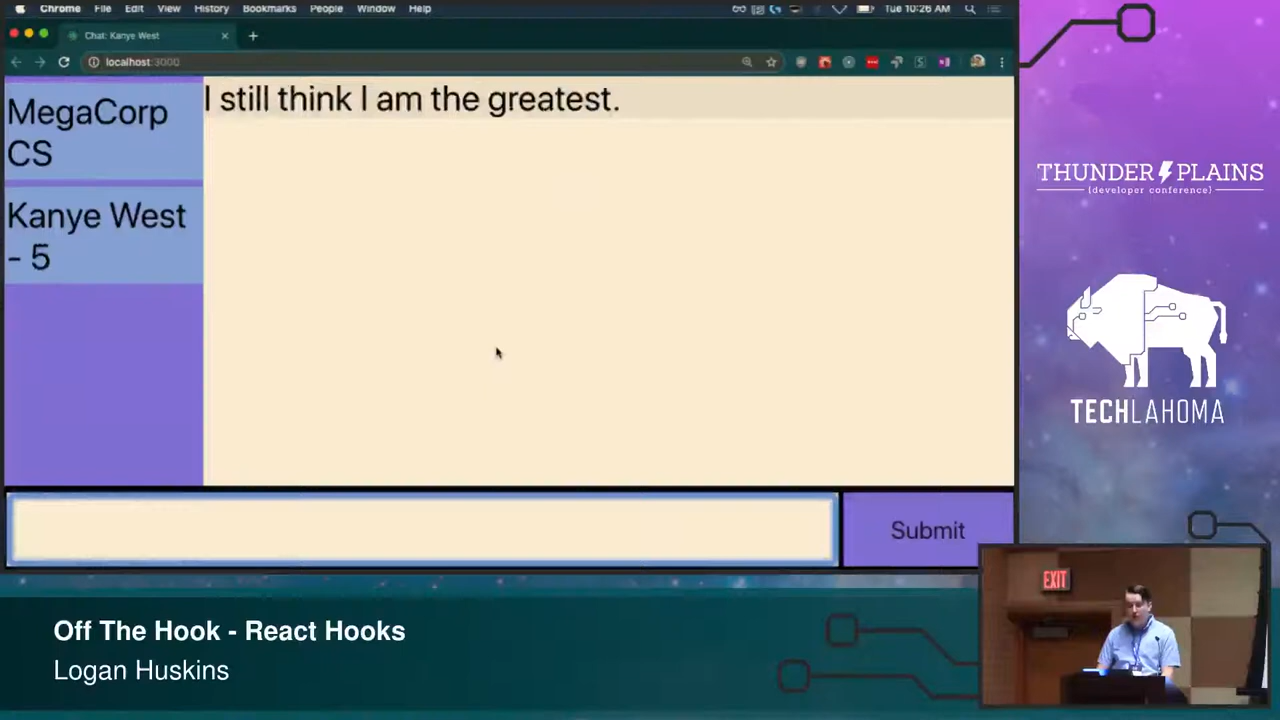 Chrome File Edit View History Bookmarks People Window Help
Tue 10:26 AM
Chat: Kanye West
localhost:3000
MegaCorp
CS
Kanye West
- 5
I still think I am the greatest.
Submit
THUNDER PLAINS
{developer conference}
TECHLAHOMA
EXIT
Off The Hook - React Hooks
Logan Huskins